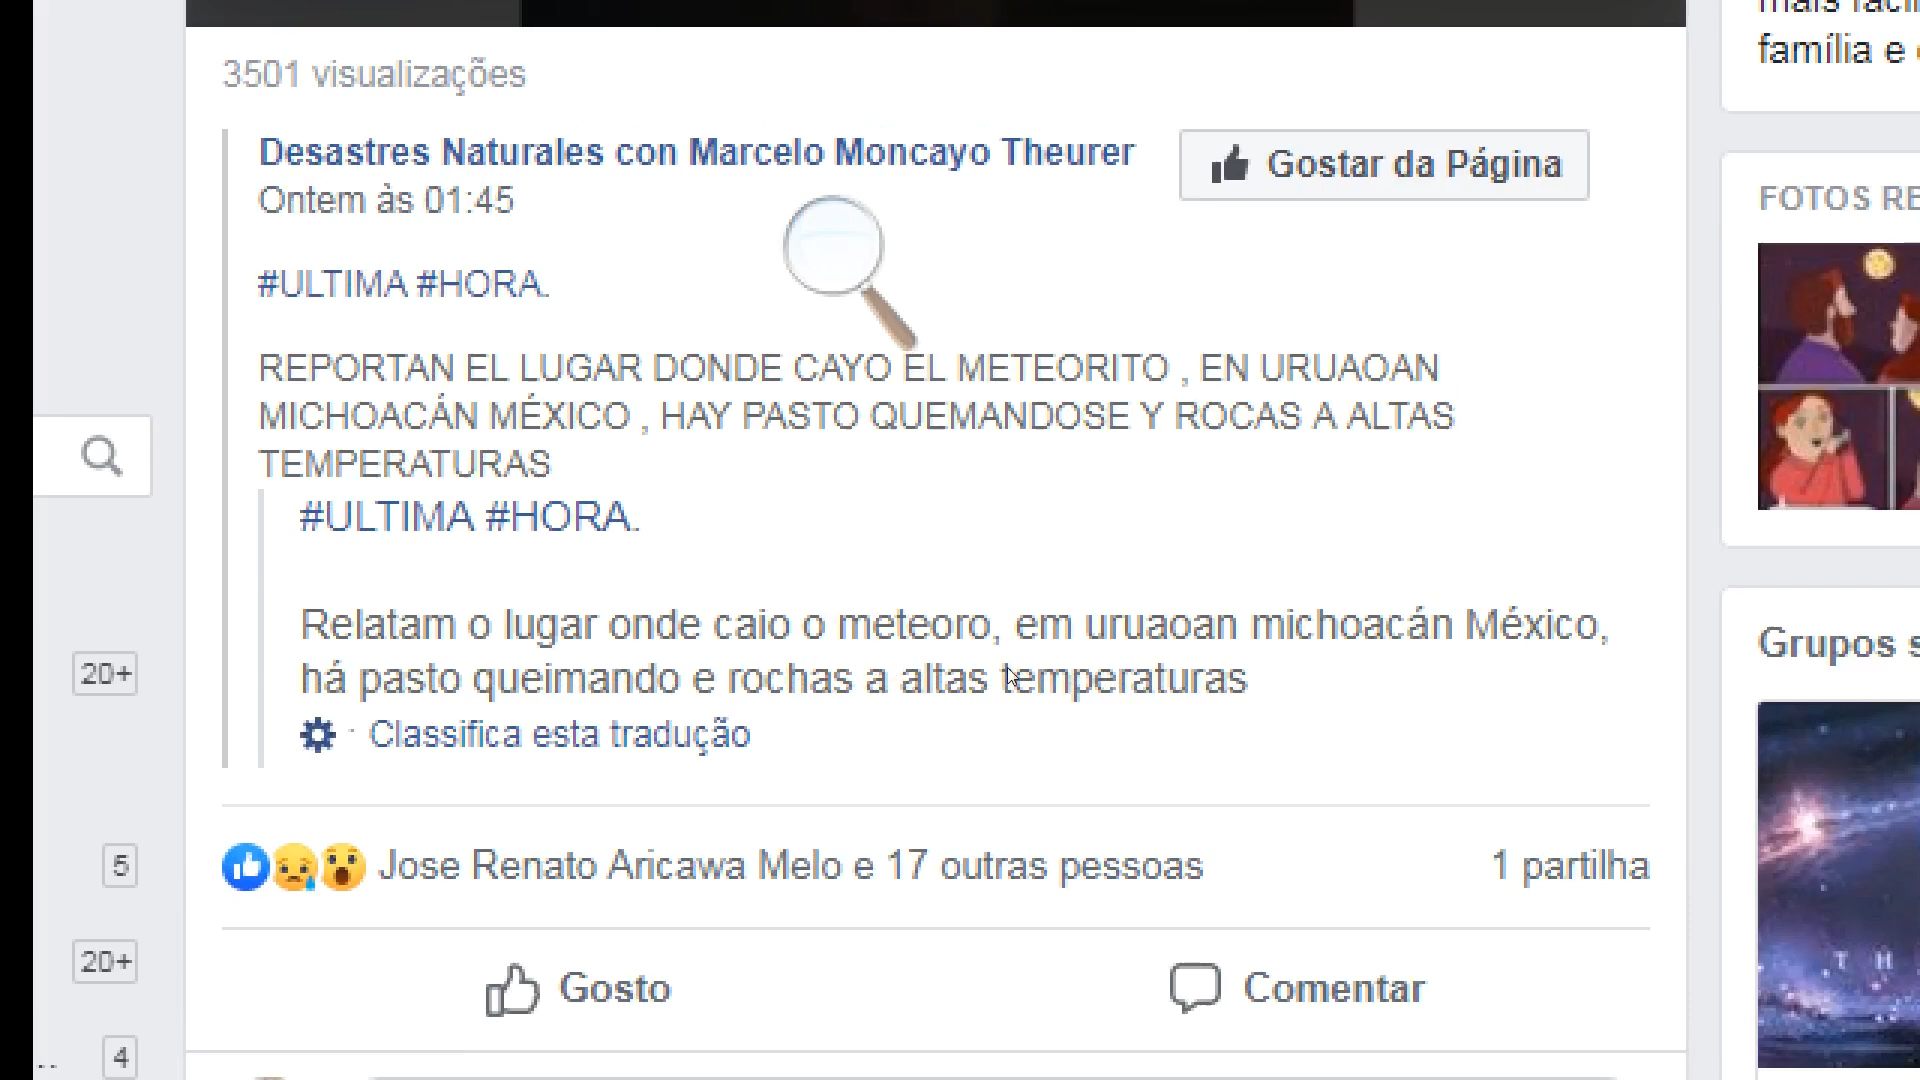 mais fácil
família e
3501 visualizações
Desastres Naturales con Marcelo Moncayo Theurer
Gostar da Página
Ontem às 01:45
#ULTIMA #HORA.
REPORTAN EL LUGAR DONDE CAYO EL METEORITO , EN URUAOAN
MICHOACÁN MÉXICO , HAY PASTO QUEMANDOSE Y ROCAS A ALTAS
TEMPERATURAS
#ULTIMA #HORA.
Relatam o lugar onde caio o meteoro, em uruaoan michoacán México,
há pasto queimando e rochas a altas temperaturas
· Classifica esta tradução
Jose Renato Aricawa Melo e 17 outras pessoas
1 partilha
Gosto
Comentar
20+
5
20+
4
..
FOTOS RE
Grupos s
T H